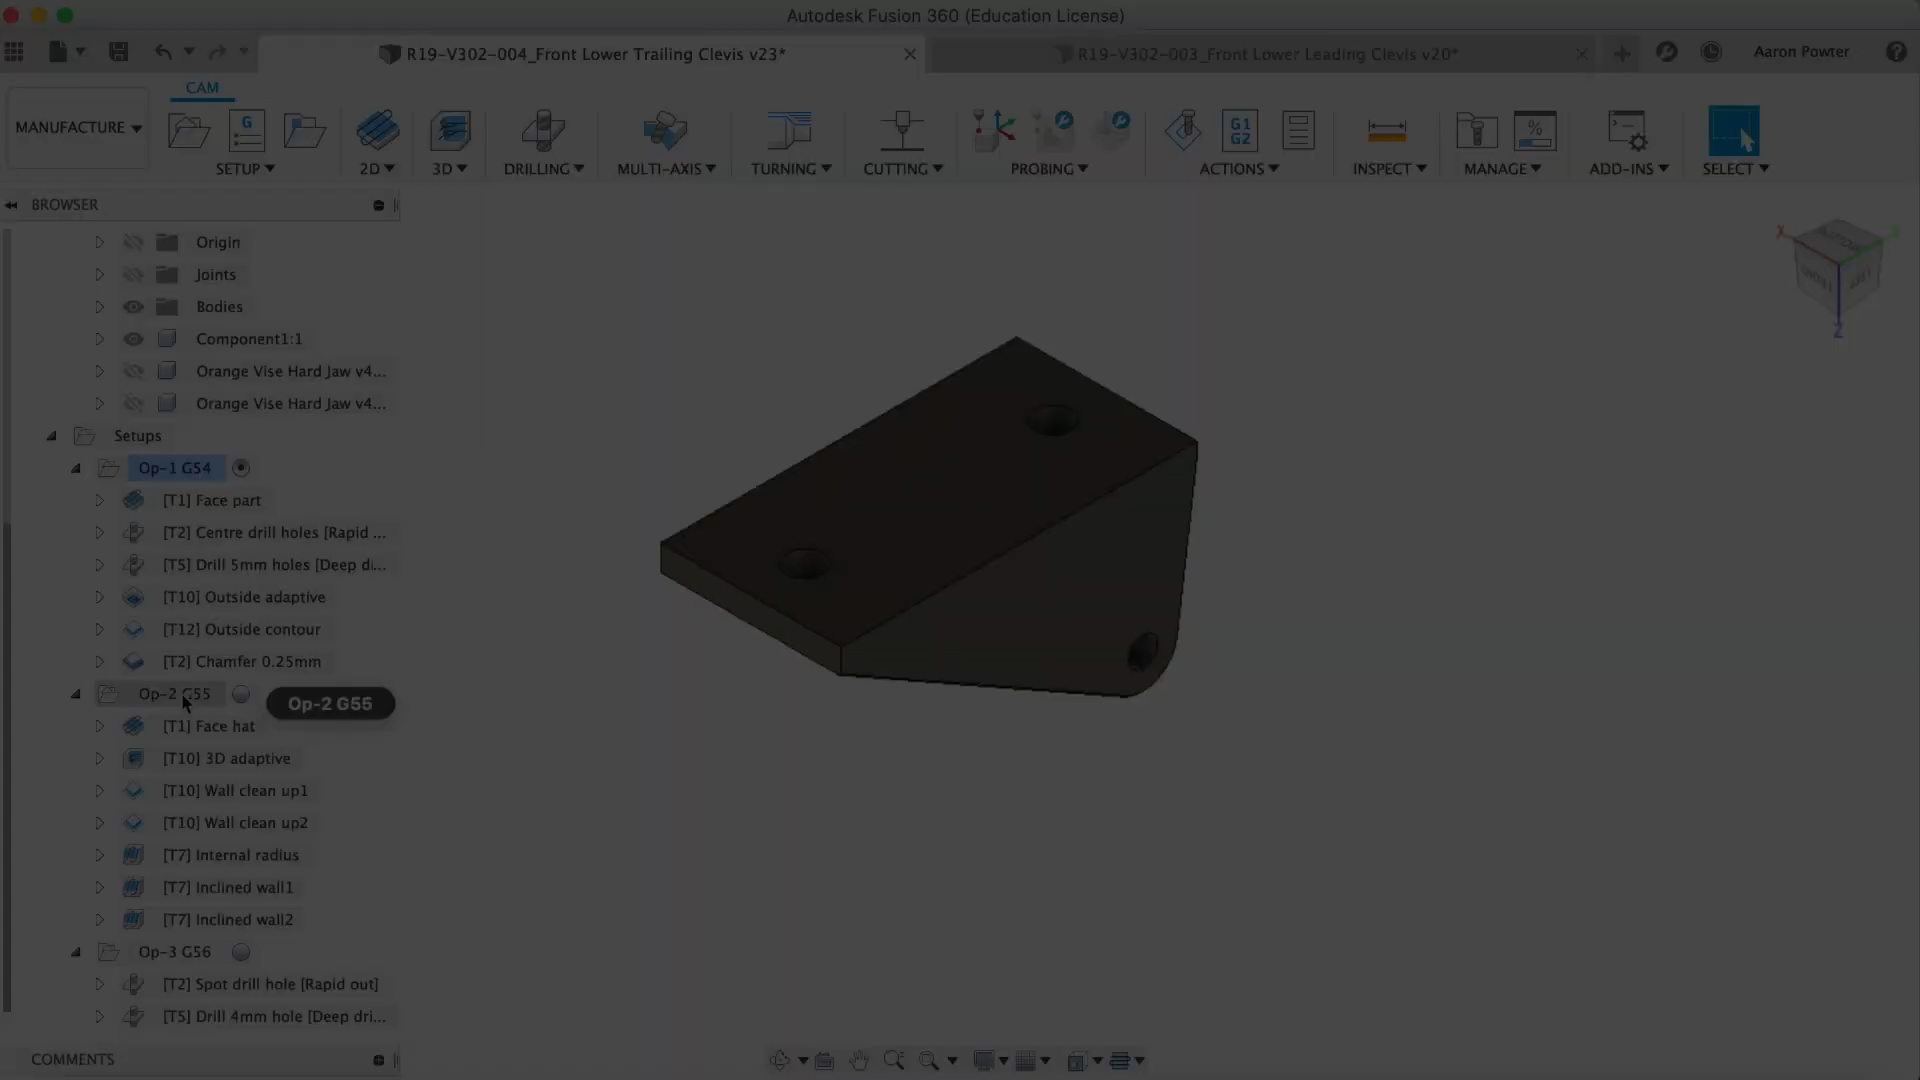 Autodesk Fusion 360 (Education License)
R19-V302-004_Front Lower Trailing Clevis v23*
R19-V302-003_Front Lower Leading Clevis v20*
Aaron Powter
CAM
MANUFACTURE
G
G1
G2
%
SETUP
2D
3D
DRILLING
MULTI-AXIS
TURNING
CUTTING
PROBING
ACTIONS
INSPECT
MANAGE
ADD-INS
SELECT
BROWSER
Origin
Joints
Bodies
Component1:1
Orange Vise Hard Jaw v4...
Orange Vise Hard Jaw v4...
Setups
Op-1 G54
[T1] Face part
[T2] Centre drill holes [Rapid ...
[T5] Drill 5mm holes [Deep d...
[T10] Outside adaptive
[T12] Outside contour
[T2] Chamfer 0.25mm
Op-2 G55
Op-2 G55
[T1] Face hat
[T10] 3D adaptive
[T10] Wall clean up1
[T10] Wall clean up2
[T7] Internal radius
[T7] Inclined wall1
[T7] Inclined wall2
Op-3 G56
[T2] Spot drill hole [Rapid out]
[T5] Drill 4mm hole [Deep dri...
COMMENTS
X
Z